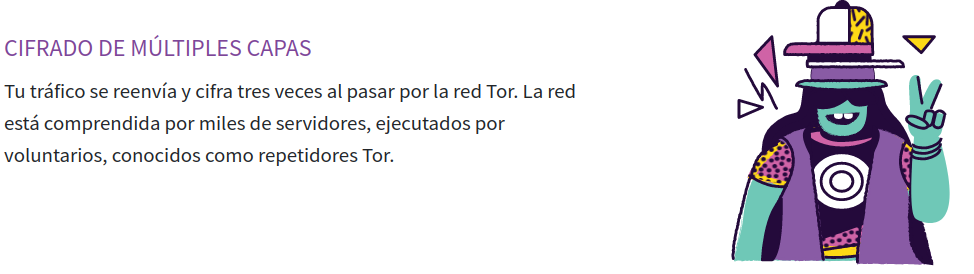 CIFRADO DE MÚLTIPLES CAPAS
Tu tráfico se reenvía y cifra tres veces al pasar por la red Tor. La red
está comprendida por miles de servidores, ejecutados por
voluntarios, conocidos como repetidores Tor.